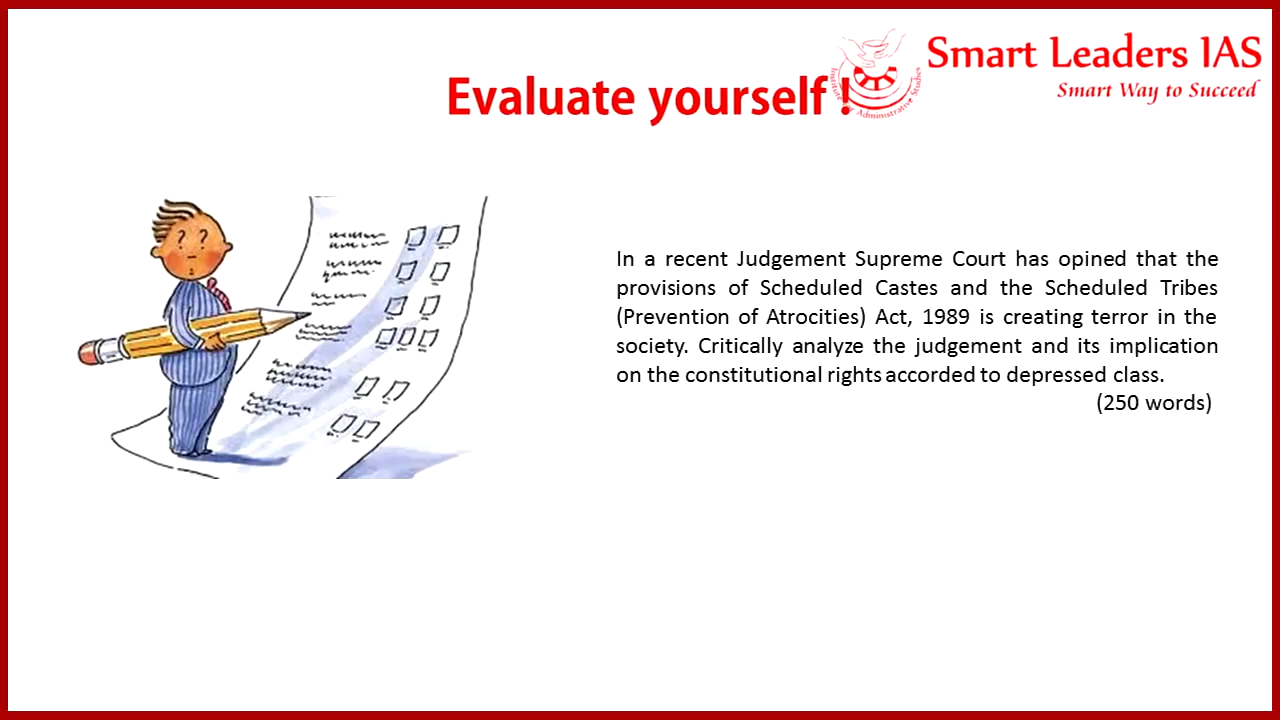 Smart Leaders IAS
Smart Way to Succeed
Evaluate yourself !
Administrative Studies
In a recent Judgement Supreme Court has opined that the
provisions of Scheduled Castes and the Scheduled Tribes
(Prevention of Atrocities) Act, 1989 is creating terror in the
society. Critically analyze the judgement and its implication
on the constitutional rights accorded to depressed class.
(250 words)
? ?